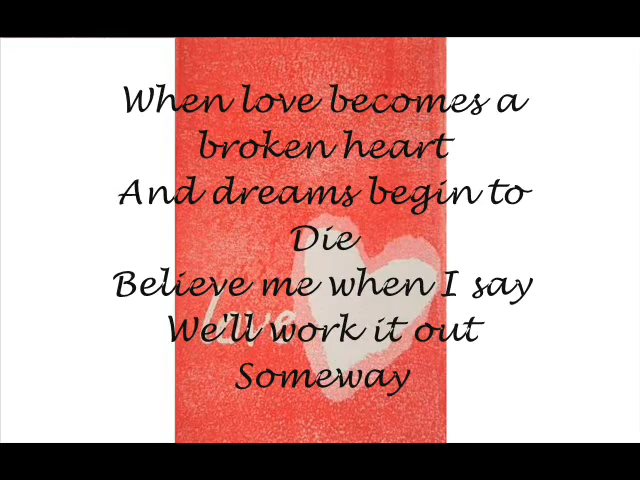 When love becomes a
broken heart
And dreams begin to
Die
Believe me when I say
We'll work it out
Someway
love